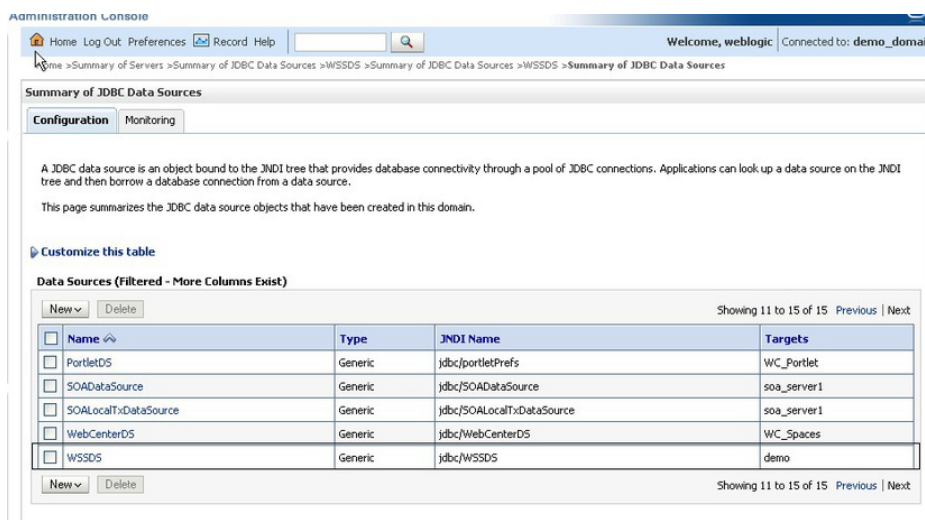 Administration Console
Home Log Out Preferences Record Help
Welcome, weblogic Connected to: demo_domai
Home >Summary of Servers >Summary of JDBC Data Sources >WSSDS >Summary of JDBC Data Sources >WSSDS >Summary of JDBC Data Sources
Summary of JDBC Data Sources
Configuration Monitoring
A JDBC data source is an object bound to the JNDI tree that provides database connectivity through a pool of JDBC connections. Applications can look up a data source on the JNDI
tree and then borrow a database connection from a data source.
This page summarizes the JDBC data source objects that have been created in this domain.
Customize this table
Data Sources (Filtered - More Columns Exist)
New Delete Showing 11 to 15 of 15 Previous | Next
Name Type JNDI Name Targets
PortletDS Generic jdbc/portletPrefs WC_Portlet
SOADataSource Generic jdbc/SOADataSource soa_server1
SOALocalTxDataSource Generic jdbc/SOALocalTxDataSource soa_server1
WebCenterDS Generic jdbc/WebCenterDS WC_Spaces
WSSDS Generic jdbc/WSSDS demo
New Delete Showing 11 to 15 of 15 Previous | Next